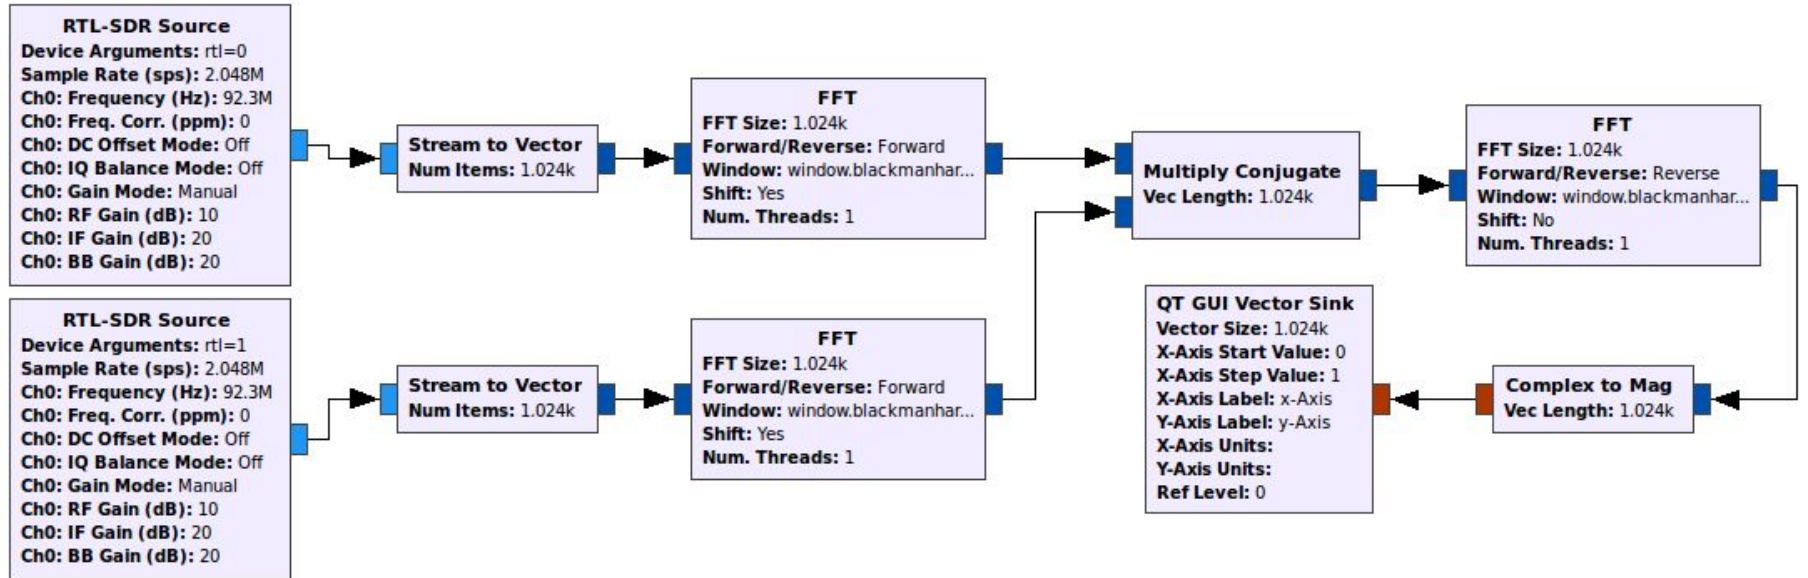 RTL-SDR Source
Device Arguments: rtl=0
Sample Rate (sps): 2.048M
Ch0: Frequency (Hz): 92.3M
Ch0: Freq. Corr. (ppm): 0
Ch0: DC Offset Mode: Off
Ch0: IQ Balance Mode: Off
Ch0: Gain Mode: Manual
Ch0: RF Gain (dB): 10
Ch0: IF Gain (dB): 20
Ch0: BB Gain (dB): 20
Stream to Vector
Num Items: 1.024k
FFT
FFT Size: 1.024k
Forward/Reverse: Forward
Window: window.blackmanhar...
Shift: Yes
Num. Threads: 1
Multiply Conjugate
Vec Length: 1.024k
FFT
FFT Size: 1.024k
Forward/Reverse: Reverse
Window: window.blackmanhar...
Shift: No
Num. Threads: 1
RTL-SDR Source
Device Arguments: rtl=1
Sample Rate (sps): 2.048M
Ch0: Frequency (Hz): 92.3M
Ch0: Freq. Corr. (ppm): 0
Ch0: DC Offset Mode: Off
Ch0: IQ Balance Mode: Off
Ch0: Gain Mode: Manual
Ch0: RF Gain (dB): 10
Ch0: IF Gain (dB): 20
Ch0: BB Gain (dB): 20
Stream to Vector
Num Items: 1.024k
FFT
FFT Size: 1.024k
Forward/Reverse: Forward
Window: window.blackmanhar...
Shift: Yes
Num. Threads: 1
QT GUI Vector Sink
Vector Size: 1.024k
X-Axis Start Value: 0
X-Axis Step Value: 1
X-Axis Label: x-Axis
Y-Axis Label: y-Axis
X-Axis Units:
Y-Axis Units:
Ref Level: 0
Complex to Mag
Vec Length: 1.024k